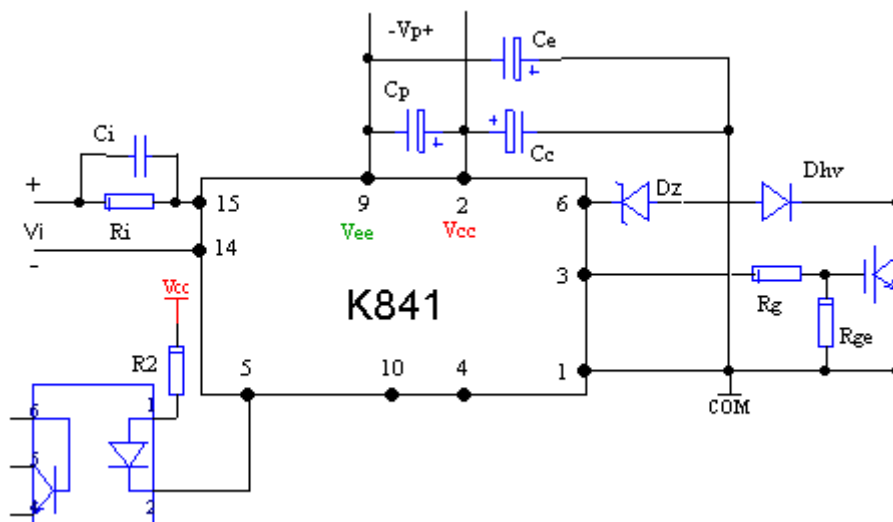 -Vp+
Ce
Cp
+
+
Cc
+
Ci
+
Ri
Vi
-
15
14
9
2
Vee
Vcc
6
Dz
Dhv
3
Rg
Rge
K841
Vcc
R2
5
10
4
1
COM
6
5
4
1
2